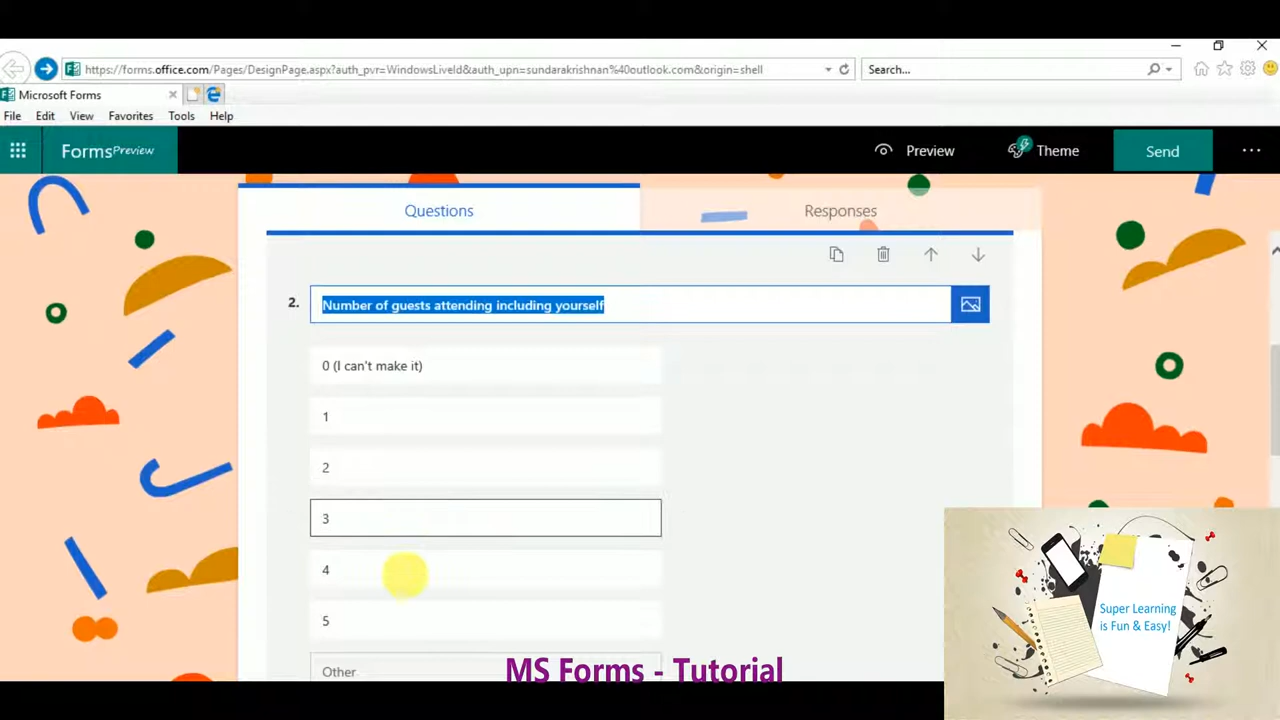 https://forms.office.com/Pages/DesignPage.aspx?auth_pvr=WindowsLiveId&auth_upn=sundarakrishnan%40outlook.com&origin=shell
Search...
Microsoft Forms
File Edit View Favorites Tools Help
Forms Preview
Preview
Theme
Send
Questions
Responses
2.
Number of guests attending including yourself
0 (I can't make it)
1
2
3
4
5
Other
Super Learning
is Fun & Easy!
MS Forms - Tutorial